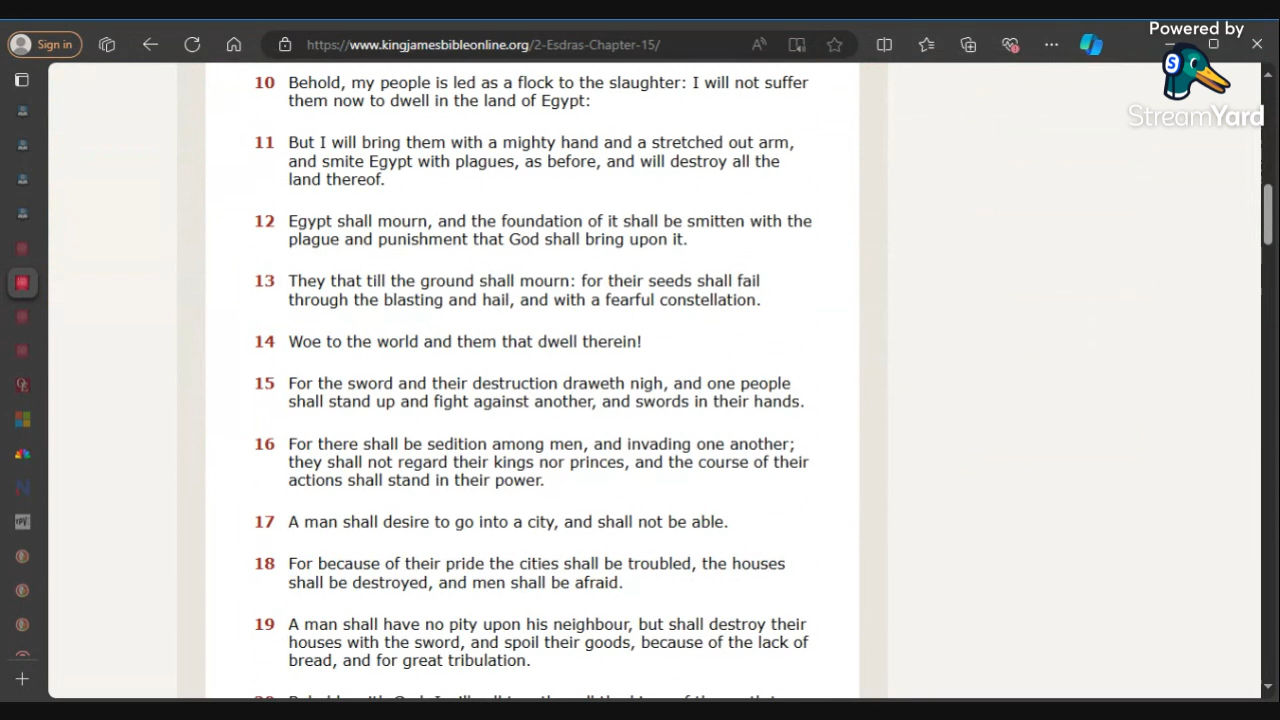 Powered by
StreamYard
Sign in
https://www.kingjamesbibleonline.org/2-Esdras-Chapter-15/
10 Behold, my people is led as a flock to the slaughter: I will not suffer
them now to dwell in the land of Egypt:
11 But I will bring them with a mighty hand and a stretched out arm,
and smite Egypt with plagues, as before, and will destroy all the
land thereof.
12 Egypt shall mourn, and the foundation of it shall be smitten with the
plague and punishment that God shall bring upon it.
13 They that till the ground shall mourn: for their seeds shall fail
through the blasting and hail, and with a fearful constellation.
14 Woe to the world and them that dwell therein!
15 For the sword and their destruction draweth nigh, and one people
shall stand up and fight against another, and swords in their hands.
16 For there shall be sedition among men, and invading one another;
they shall not regard their kings nor princes, and the course of their
actions shall stand in their power.
17 A man shall desire to go into a city, and shall not be able.
18 For because of their pride the cities shall be troubled, the houses
shall be destroyed, and men shall be afraid.
19 A man shall have no pity upon his neighbour, but shall destroy their
houses with the sword, and spoil their goods, because of the lack of
bread, and for great tribulation.